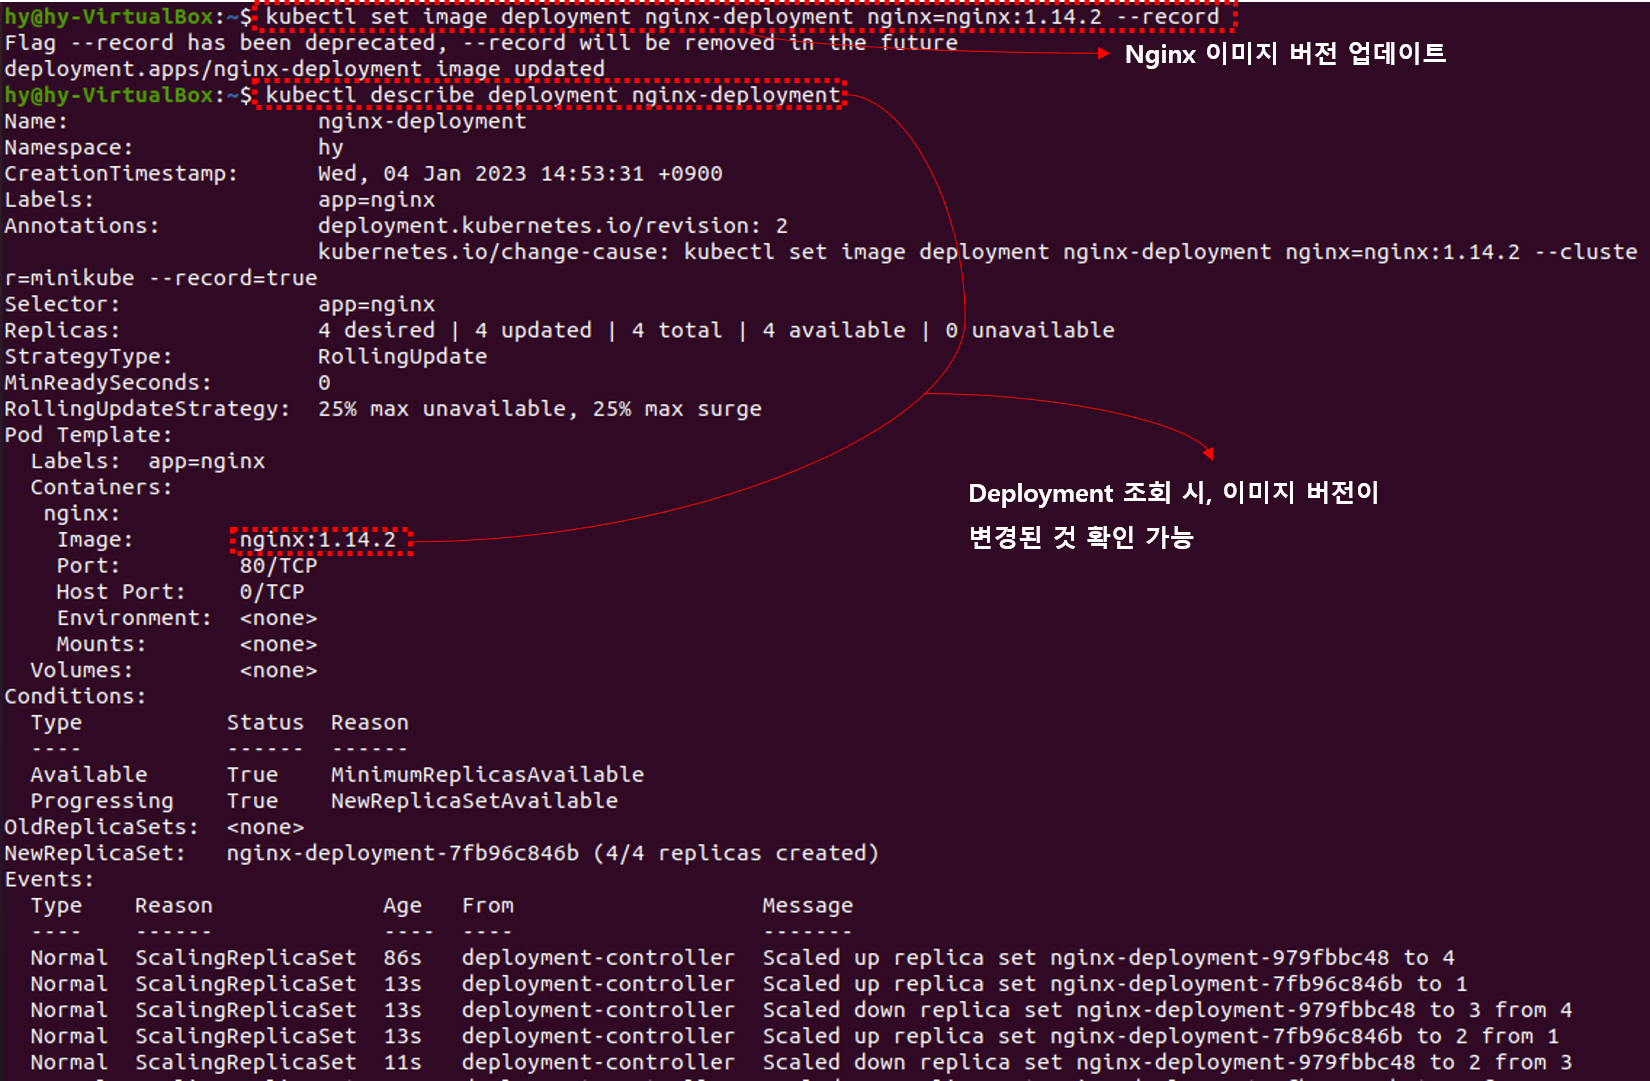 hy@hy-VirtualBox:~$ kubectl set image deployment nginx-deployment nginx=nginx:1.14.2 --record
Flag --record has been deprecated, --record will be removed in the future
Nginx 이미지 버전 업데이트
deployment.apps/nginx-deployment image updated
hy@hy-VirtualBox:~$ kubectl describe deployment nginx-deployment
Name:                   nginx-deployment
Namespace:              hy
CreationTimestamp:      Wed, 04 Jan 2023 14:53:31 +0900
Labels:                 app=nginx
Annotations:            deployment.kubernetes.io/revision: 2
                        kubernetes.io/change-cause: kubectl set image deployment nginx-deployment nginx=nginx:1.14.2 --cluste
r=minikube --record=true
Selector:               app=nginx
Replicas:               4 desired | 4 updated | 4 total | 4 available | 0 unavailable
StrategyType:           RollingUpdate
MinReadySeconds:        0
RollingUpdateStrategy:  25% max unavailable, 25% max surge
Pod Template:
  Labels:  app=nginx
  Containers:
   nginx:
    Image:        nginx:1.14.2
    Port:         80/TCP
    Host Port:    0/TCP
    Environment:  <none>
    Mounts:       <none>
  Volumes:        <none>
Deployment 조회 시, 이미지 버전이
변경된 것 확인 가능
Conditions:
  Type           Status  Reason
  ----           ------  ------
  Available      True    MinimumReplicasAvailable
  Progressing    True    NewReplicaSetAvailable
OldReplicaSets:  <none>
NewReplicaSet:   nginx-deployment-7fb96c846b (4/4 replicas created)
Events:
  Type    Reason             Age   From                   Message
  ----    ------             ----  ----                   -------
  Normal  ScalingReplicaSet  86s   deployment-controller  Scaled up replica set nginx-deployment-979fbbc48 to 4
  Normal  ScalingReplicaSet  13s   deployment-controller  Scaled up replica set nginx-deployment-7fb96c846b to 1
  Normal  ScalingReplicaSet  13s   deployment-controller  Scaled down replica set nginx-deployment-979fbbc48 to 3 from 4
  Normal  ScalingReplicaSet  13s   deployment-controller  Scaled up replica set nginx-deployment-7fb96c846b to 2 from 1
  Normal  ScalingReplicaSet  11s   deployment-controller  Scaled down replica set nginx-deployment-979fbbc48 to 2 from 3